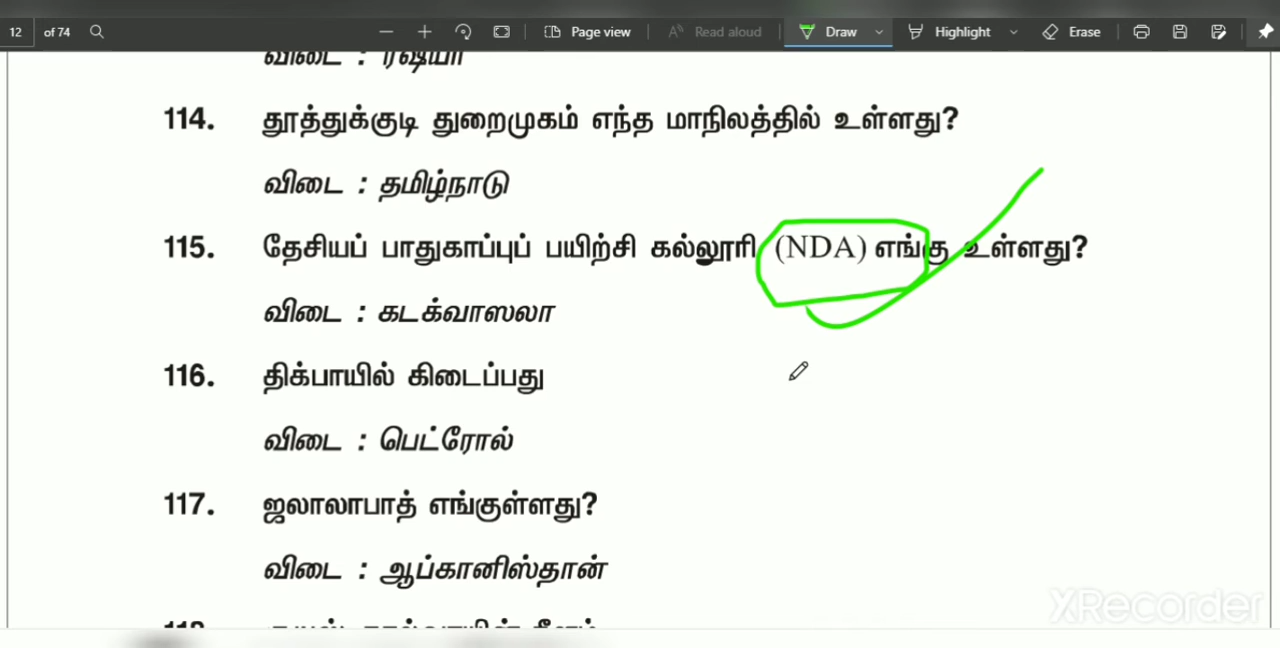 12 of 74 Page view Read aloud Draw Highlight Erase
விடை : ரஷ்யா
114. தூத்துக்குடி துறைமுகம் எந்த மாநிலத்தில் உள்ளது?
விடை : தமிழ்நாடு
115. தேசியப் பாதுகாப்புப் பயிற்சி கல்லூரி (NDA) எங்கு உள்ளது?
விடை : கடக்வாஸலா
116. திக்பாயில் கிடைப்பது
விடை : பெட்ரோல்
117. ஜலாலாபாத் எங்குள்ளது?
விடை : ஆப்கானிஸ்தான்
XRecorder